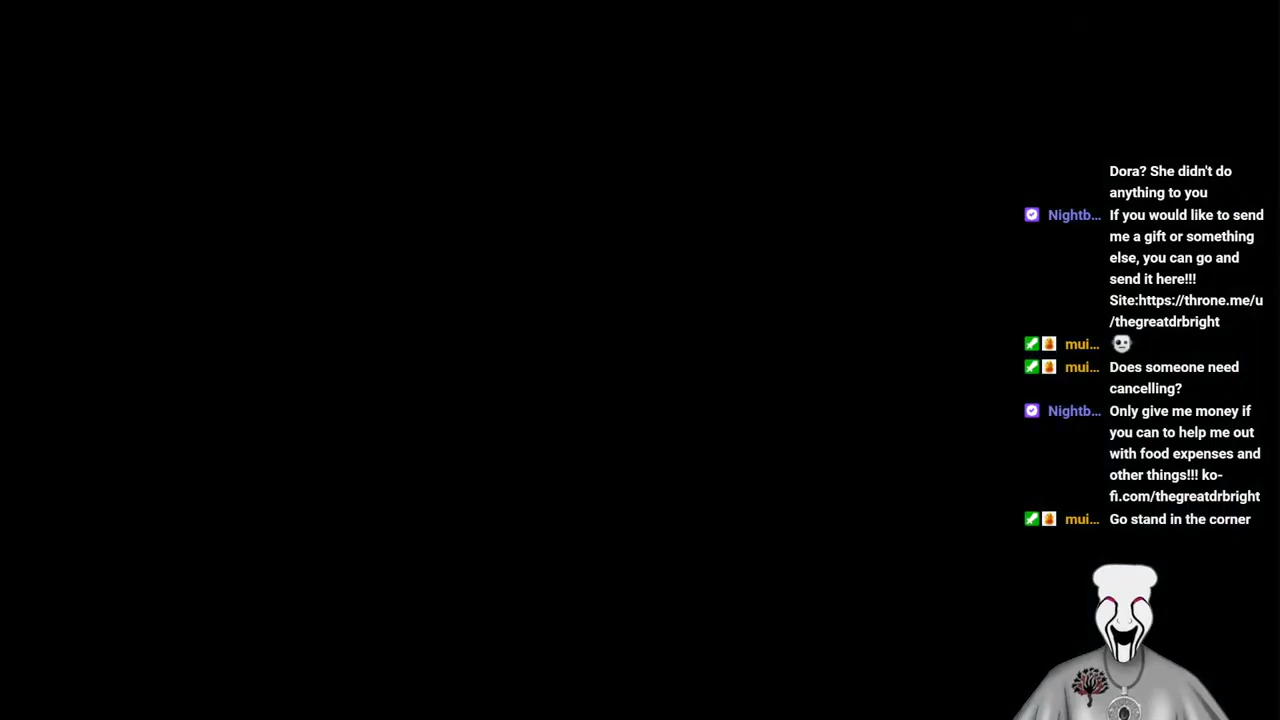 Dora? She didn't do
anything to you
Nightb... If you would like to send
me a gift or something
else, you can go and
send it here!!!
Site:https://throne.me/u
/thegreatdrbright
mui...
mui... Does someone need
cancelling?
Nightb... Only give me money if
you can to help me out
with food expenses and
other things!!! ko-
fi.com/thegreatdrbright
mui... Go stand in the corner